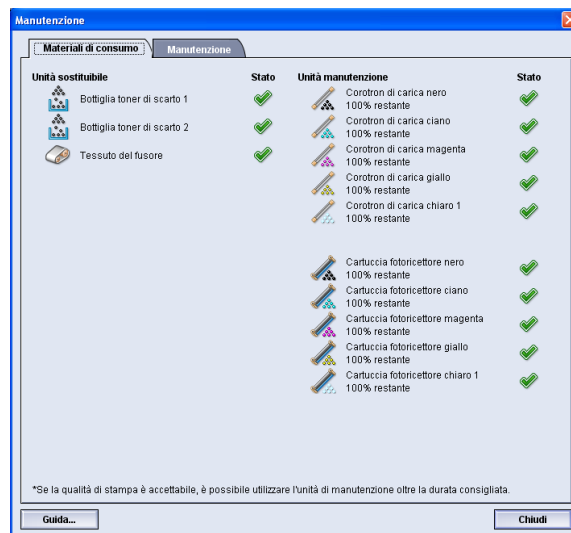 Manutenzione
Materiali di consumo
Manutenzione
Unità sostituibile
Stato
Bottiglia toner di scarto 1
Bottiglia toner di scarto 2
Tessuto del fusore
Unità manutenzione
Stato
Corotron di carica nero
100% restante
Corotron di carica ciano
100% restante
Corotron di carica magenta
100% restante
Corotron di carica giallo
100% restante
Corotron di carica chiaro 1
100% restante
Cartuccia fotoricettore nero
100% restante
Cartuccia fotoricettore ciano
100% restante
Cartuccia fotoricettore magenta
100% restante
Cartuccia fotoricettore giallo
100% restante
Cartuccia fotoricettore chiaro 1
100% restante
*Se la qualità di stampa è accettabile, è possibile utilizzare l'unità di manutenzione oltre la durata consigliata.
Guida...
Chiudi